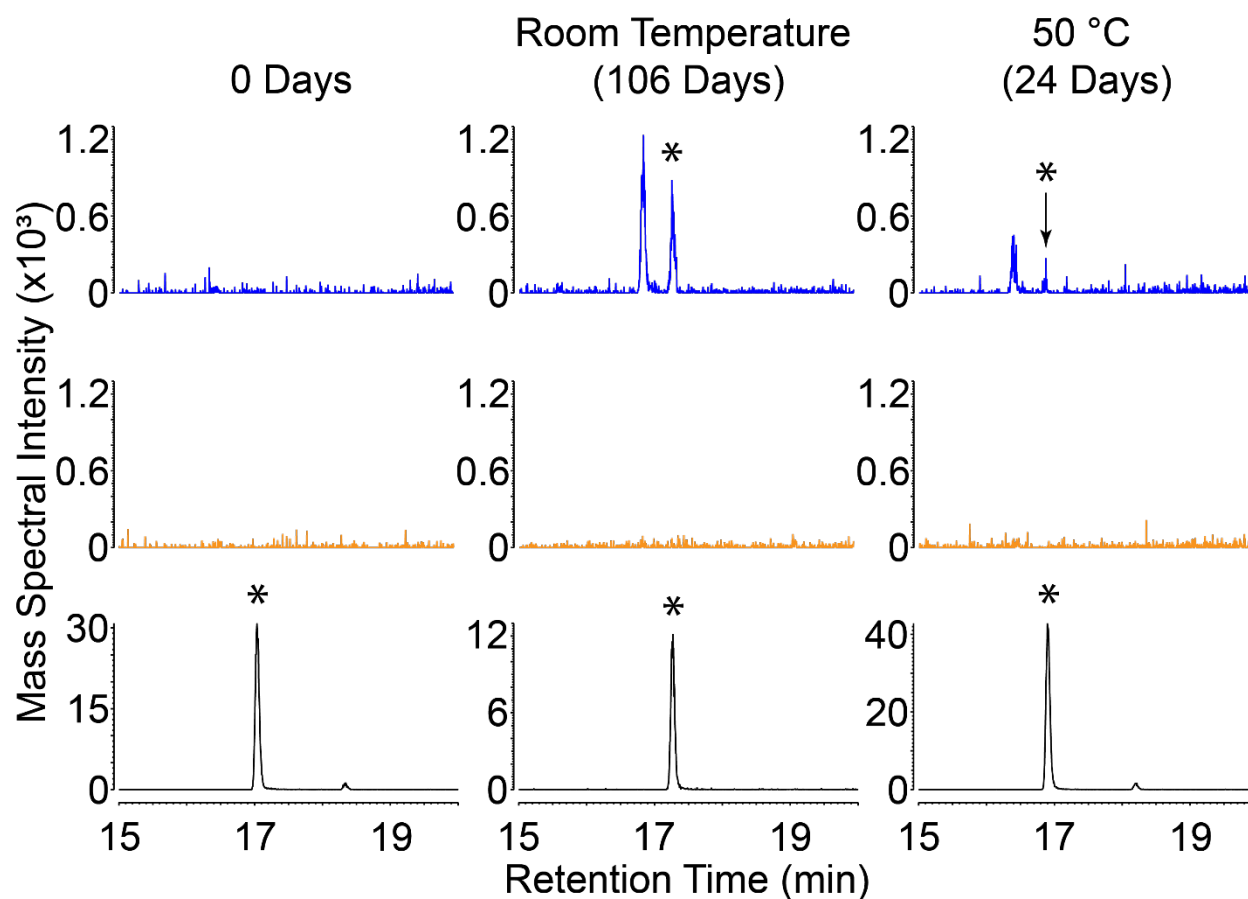 Room Temperature 50 °C
0 Days (106 Days) (24 Days)
1.2 1.2 1.2
* *
0.6 0.6 0.6
0 0 0
1.2 1.2 1.2
0.6 0.6 0.6
0 0 0
* * *
30 12 40
15 6 20
0 0 0
15 17 19 15 17 19 15 17 19
Retention Time (min)
Mass Spectral Intensity (x10³)